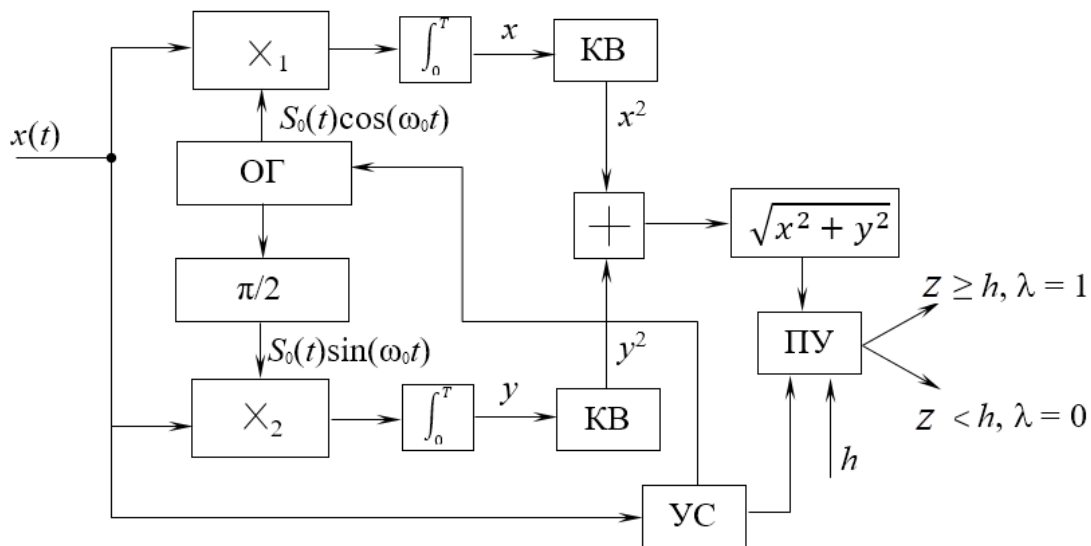 ×₁
∫₀ᵀ
x
КВ
x(t)
S₀(t)cos(ω₀t)
x²
ОГ
+
√(x² + y²)
π/2
z ≥ h, λ = 1
ПУ
S₀(t)sin(ω₀t)
y²
×₂
∫₀ᵀ
y
КВ
z < h, λ = 0
h
УС